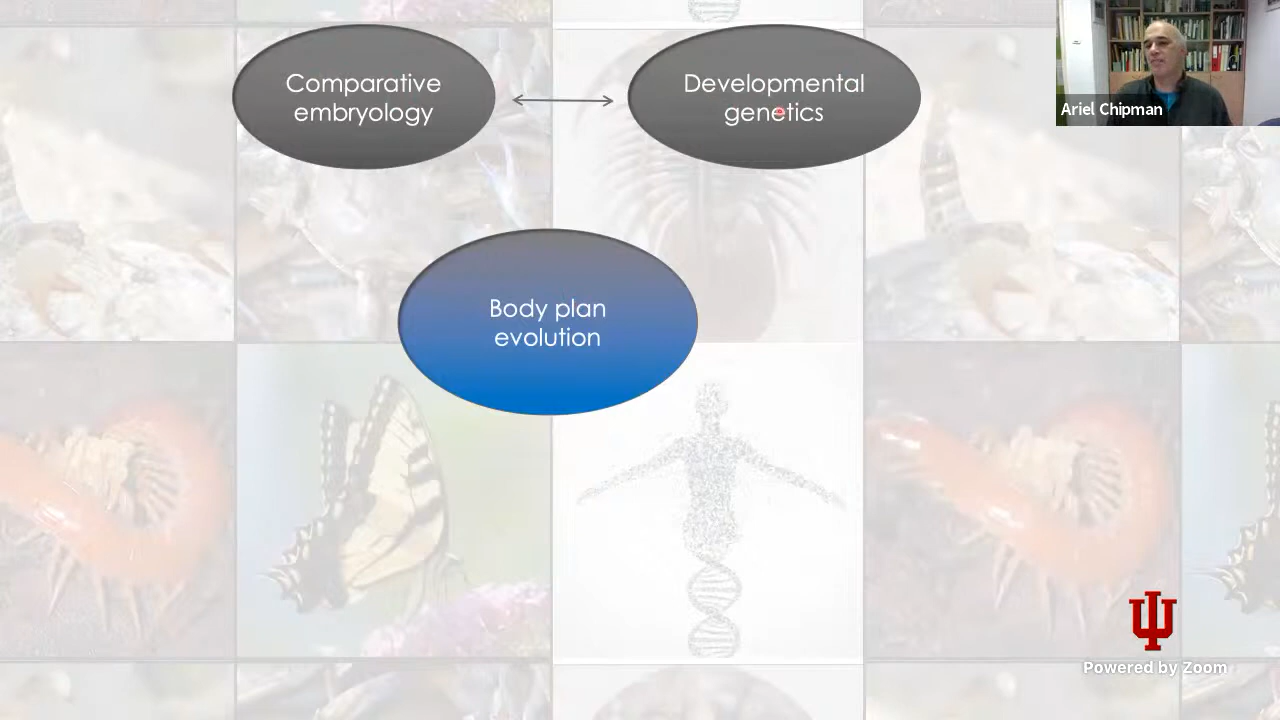 Comparative
embryology
Developmental
genetics
Ariel Chipman
Body plan
evolution
Powered by Zoom